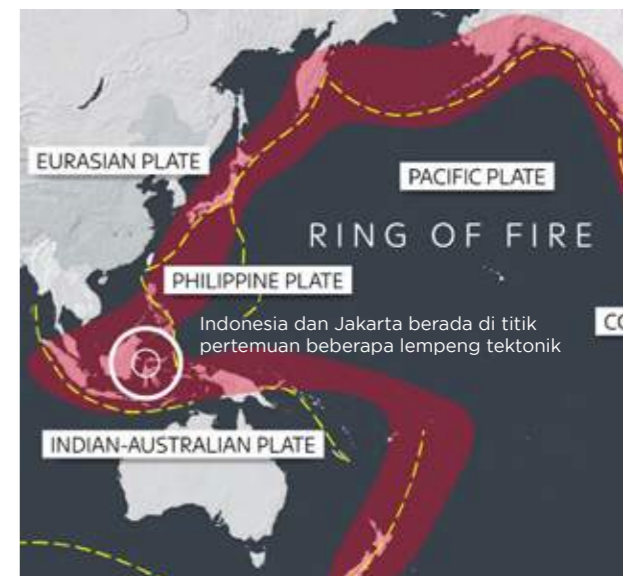 EURASIAN PLATE
PACIFIC PLATE
RING OF FIRE
PHILIPPINE PLATE
Indonesia dan Jakarta berada di titik
pertemuan beberapa lempeng tektonik
INDIAN-AUSTRALIAN PLATE